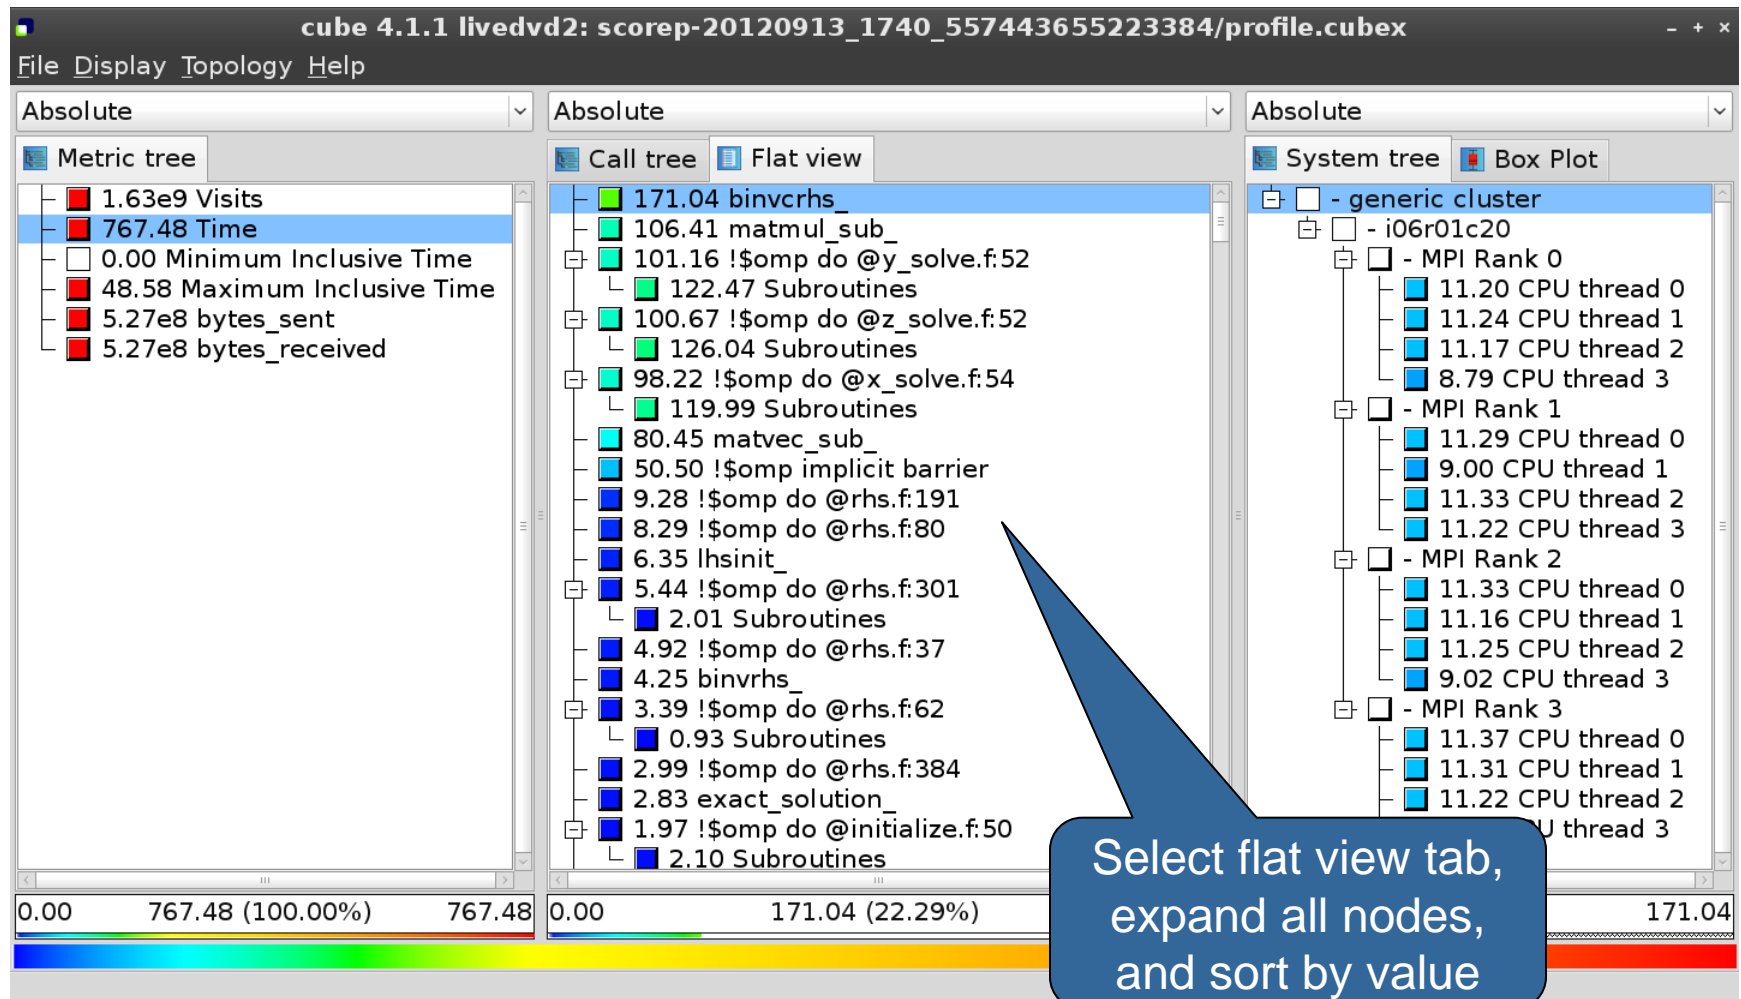 cube 4.1.1 livedvd2: scorep-20120913_1740_557443655223384/profile.cubex
File Display Topology Help
Absolute
Metric tree
1.63e9 Visits
767.48 Time
0.00 Minimum Inclusive Time
48.58 Maximum Inclusive Time
5.27e8 bytes_sent
5.27e8 bytes_received
0.00 767.48 (100.00%) 767.48
Absolute
Call tree Flat view
171.04 binvcrhs_
106.41 matmul_sub_
101.16 !$omp do @y_solve.f:52
122.47 Subroutines
100.67 !$omp do @z_solve.f:52
126.04 Subroutines
98.22 !$omp do @x_solve.f:54
119.99 Subroutines
80.45 matvec_sub_
50.50 !$omp implicit barrier
9.28 !$omp do @rhs.f:191
8.29 !$omp do @rhs.f:80
6.35 lhsinit_
5.44 !$omp do @rhs.f:301
2.01 Subroutines
4.92 !$omp do @rhs.f:37
4.25 binvrhs_
3.39 !$omp do @rhs.f:62
0.93 Subroutines
2.99 !$omp do @rhs.f:384
2.83 exact_solution_
1.97 !$omp do @initialize.f:50
2.10 Subroutines
0.00 171.04 (22.29%)
Absolute
System tree Box Plot
- generic cluster
- i06r01c20
- MPI Rank 0
11.20 CPU thread 0
11.24 CPU thread 1
11.17 CPU thread 2
8.79 CPU thread 3
- MPI Rank 1
11.29 CPU thread 0
9.00 CPU thread 1
11.33 CPU thread 2
11.22 CPU thread 3
- MPI Rank 2
11.33 CPU thread 0
11.16 CPU thread 1
11.25 CPU thread 2
9.02 CPU thread 3
- MPI Rank 3
11.37 CPU thread 0
11.31 CPU thread 1
11.22 CPU thread 2
thread 3
171.04
Select flat view tab,
expand all nodes,
and sort by value